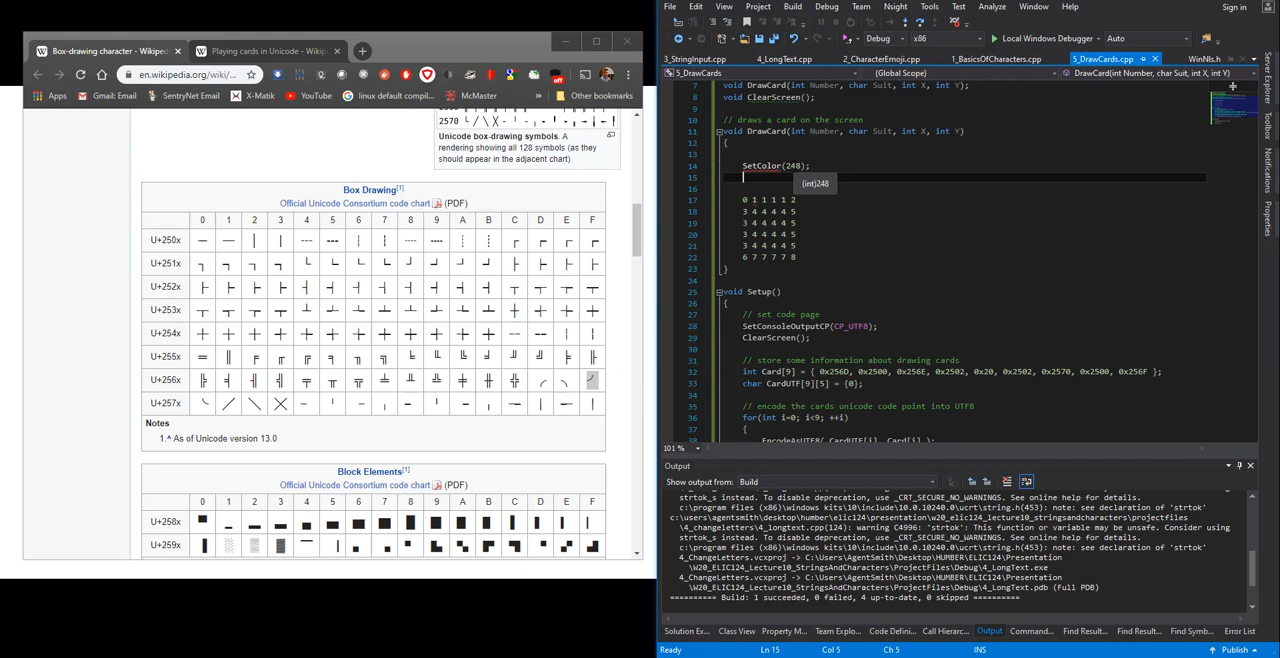 Box-drawing character - Wikiped
Playing cards in Unicode - Wikip
en.wikipedia.org/wiki/...
off
Apps
Gmail: Email
SentryNet Email
X-Matik
YouTube
linux default compil...
McMaster
»
Other bookmarks
2570
Unicode box-drawing symbols. A
rendering showing all 128 symbols (as they
should appear in the adjacent chart)
Box Drawing[1]
Official Unicode Consortium code chart (PDF)
0 1 2 3 4 5 6 7 8 9 A B C D E F
U+250x
U+251x
U+252x
U+253x
U+254x
U+255x
U+256x
U+257x
Notes
1.^ As of Unicode version 13.0
Block Elements[1]
Official Unicode Consortium code chart (PDF)
0 1 2 3 4 5 6 7 8 9 A B C D E F
U+258x
U+259x
File Edit View Project Build Debug Team Nsight Tools Test Analyze Window Help
Sign in
Debug x86 Local Windows Debugger Auto
3_StringInput.cpp 4_LongText.cpp 2_CharacterEmoji.cpp 1_BasicsOfCharacters.cpp 5_DrawCards.cpp WinNls.h
5_DrawCards (Global Scope) DrawCard(int Number, char Suit, int X, int Y)
7 void DrawCard(int Number, char Suit, int X, int Y);
8 void ClearScreen();
9
10 // draws a card on the screen
11 void DrawCard(int Number, char Suit, int X, int Y)
12 {
13
14 SetColor(248);
15 (int)248
16
17 0 1 1 1 1 2
18 3 4 4 4 4 5
19 3 4 4 4 4 5
20 3 4 4 4 4 5
21 3 4 4 4 4 5
22 6 7 7 7 7 8
23 }
24
25 void Setup()
26 {
27 // set code page
28 SetConsoleOutputCP(CP_UTF8);
29 ClearScreen();
30
31 // store some information about drawing cards
32 int Card[9] = { 0x256D, 0x2500, 0x256E, 0x2502, 0x20, 0x2502, 0x2570, 0x2500, 0x256F };
33 char CardUTF[9][5] = {0};
34
35 // encode the cards unicode code point into UTF8
36 for(int i=0; i<9; ++i)
37 {
38 EncodeAsUTF8( CardUTF[i], Card[i] );
101 %
Server Explorer
Toolbox
Notifications
Properties
Output
Show output from: Build
strtok_s instead. To disable deprecation, use _CRT_SECURE_NO_WARNINGS. See online help for details.
c:\program files (x86)\windows kits\10\include\10.0.10240.0\ucrt\string.h(453): note: see declaration of 'strtok'
c:\users\agentsmith\desktop\humber\elic124\presentation\w20_elic124_lecture10_stringsandcharacters\projectfiles
\4_changeletters\4_longtext.cpp(124): warning C4996: 'strtok': This function or variable may be unsafe. Consider using
strtok_s instead. To disable deprecation, use _CRT_SECURE_NO_WARNINGS. See online help for details.
c:\program files (x86)\windows kits\10\include\10.0.10240.0\ucrt\string.h(453): note: see declaration of 'strtok'
4_ChangeLetters.vcxproj -> C:\Users\AgentSmith\Desktop\HUMBER\ELIC124\Presentation
\W20_ELIC124_Lecture10_StringsAndCharacters\ProjectFiles\Debug\4_LongText.exe
4_ChangeLetters.vcxproj -> C:\Users\AgentSmith\Desktop\HUMBER\ELIC124\Presentation
\W20_ELIC124_Lecture10_StringsAndCharacters\ProjectFiles\Debug\4_LongText.pdb (Full PDB)
========== Build: 1 succeeded, 0 failed, 4 up-to-date, 0 skipped ==========
Solution Ex... Class View Property M... Team Explo... Code Defini... Call Hierarc... Output Command... Find Result... Find Result... Find Symb... Error List
Ready Ln 15 Col 5 Ch 5 INS Publish